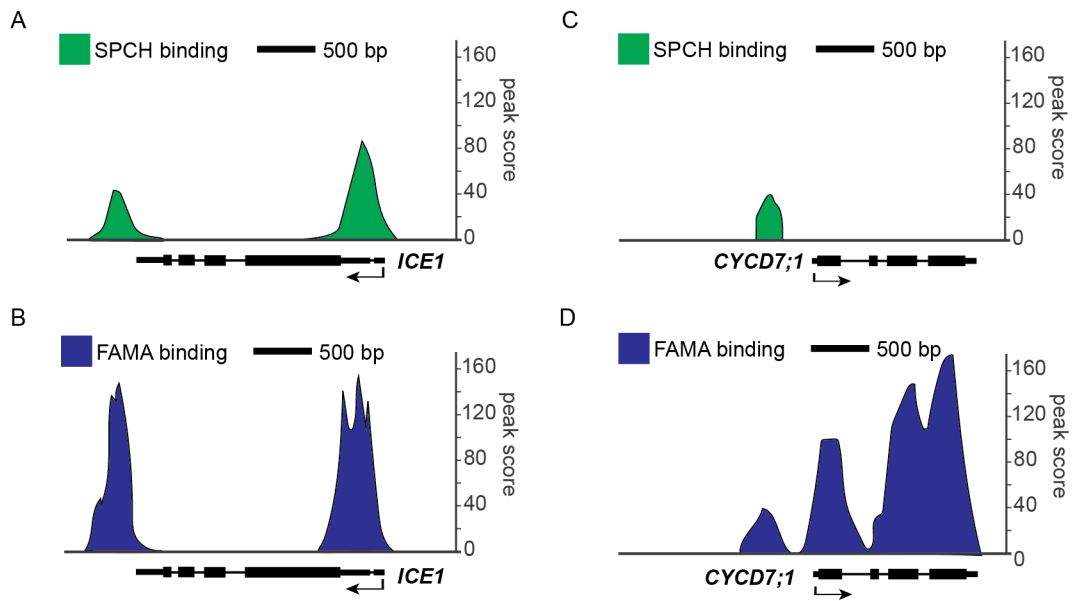 A
SPCH binding 500 bp
160
120
80
40
0
peak score
ICE1
C
SPCH binding 500 bp
160
120
80
40
0
peak score
CYCD7;1
B
FAMA binding 500 bp
160
120
80
40
0
peak score
ICE1
D
FAMA binding 500 bp
160
120
80
40
0
peak score
CYCD7;1